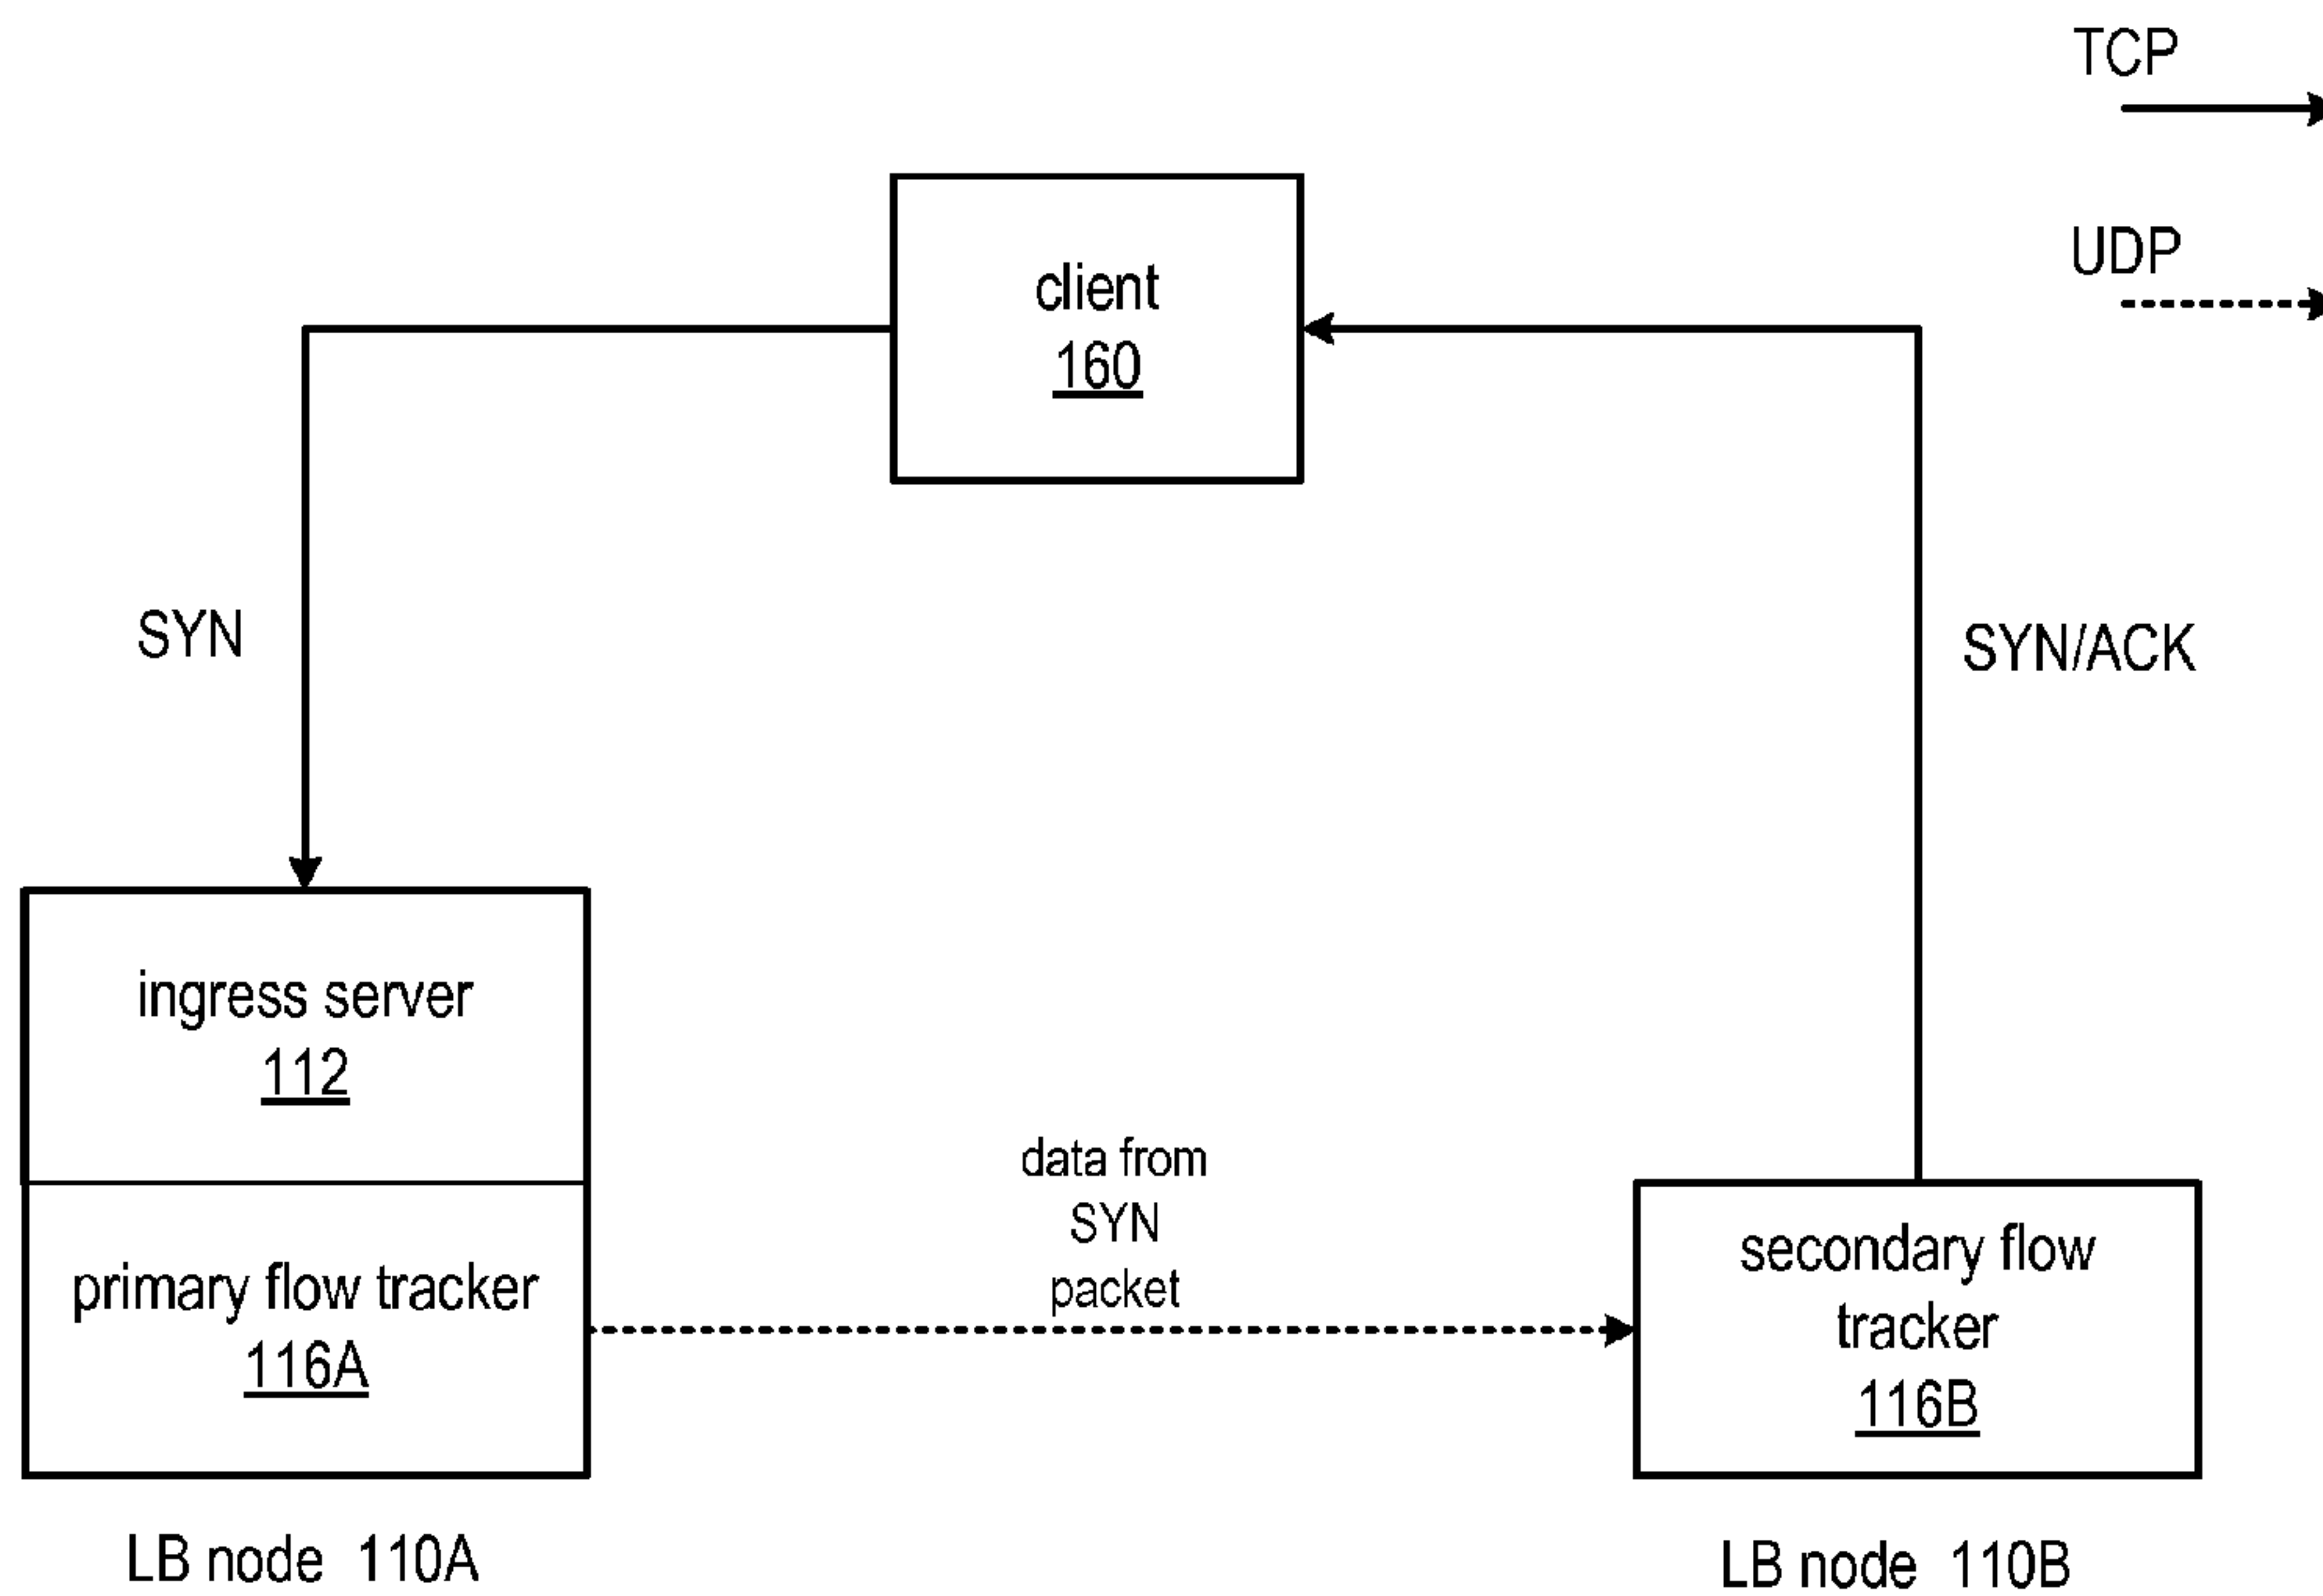 TCP
UDP
client
160
SYN
SYN/ACK
ingress server
112
primary flow tracker
116A
data from
SYN
packet
secondary flow
tracker
116B
LB node 110A
LB node 110B